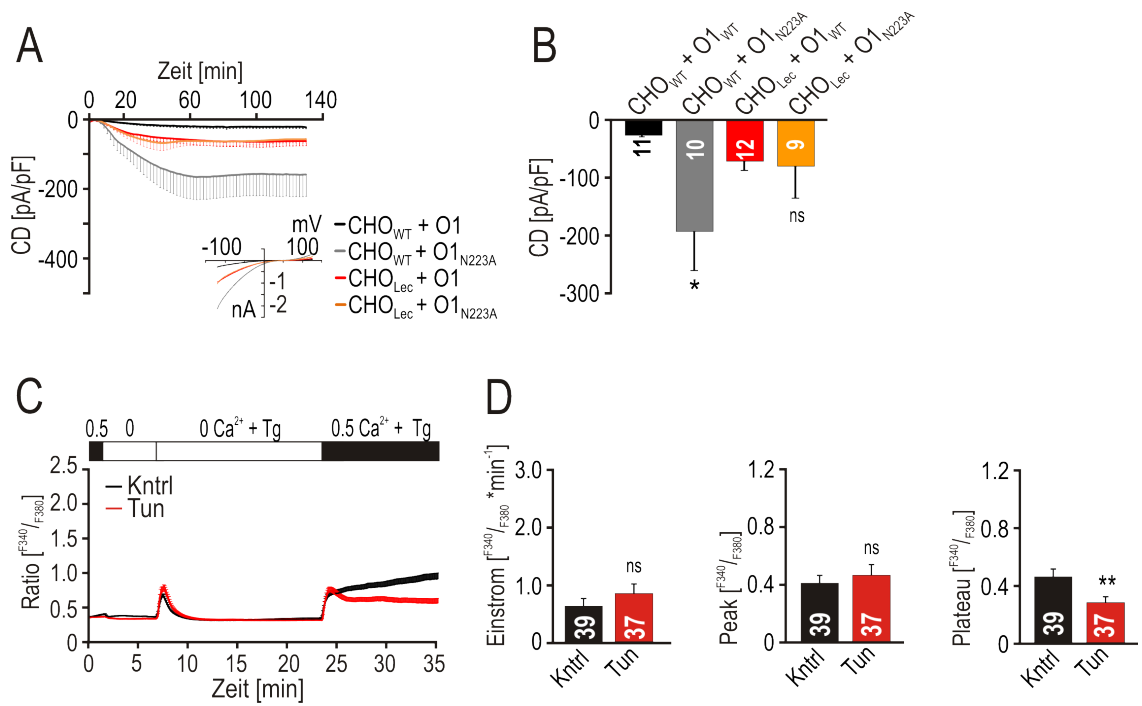 A
Zeit [min]
0 20 60 100 140
0
-200
-400
CD [pA/pF]
mV
-100 100
-1
-2
nA
CHO_WT + O1
CHO_WT + O1_N223A
CHO_Lec + O1
CHO_Lec + O1_N223A
B
CHO_WT + O1_WT
CHO_WT + O1_N223A
CHO_Lec + O1_WT
CHO_Lec + O1_N223A
0
-100
-200
-300
CD [pA/pF]
11 10 12 9
*
ns
C
0.5 0 0 Ca²⁺ + Tg 0.5 Ca²⁺ + Tg
2.5
2.0
1.5
1.0
0.5
0
Ratio [F340/F380]
Kntrl
Tun
0 5 10 15 20 25 30 35
Zeit [min]
D
3.0
2.0
1.0
0
Einstrom [F340/F380 *min⁻¹]
ns
39 37
Kntrl Tun
1.2
0.8
0.4
0
Peak [F340/F380]
ns
39 37
Kntrl Tun
1.2
0.8
0.4
0
Plateau [F340/F380]
**
39 37
Kntrl Tun